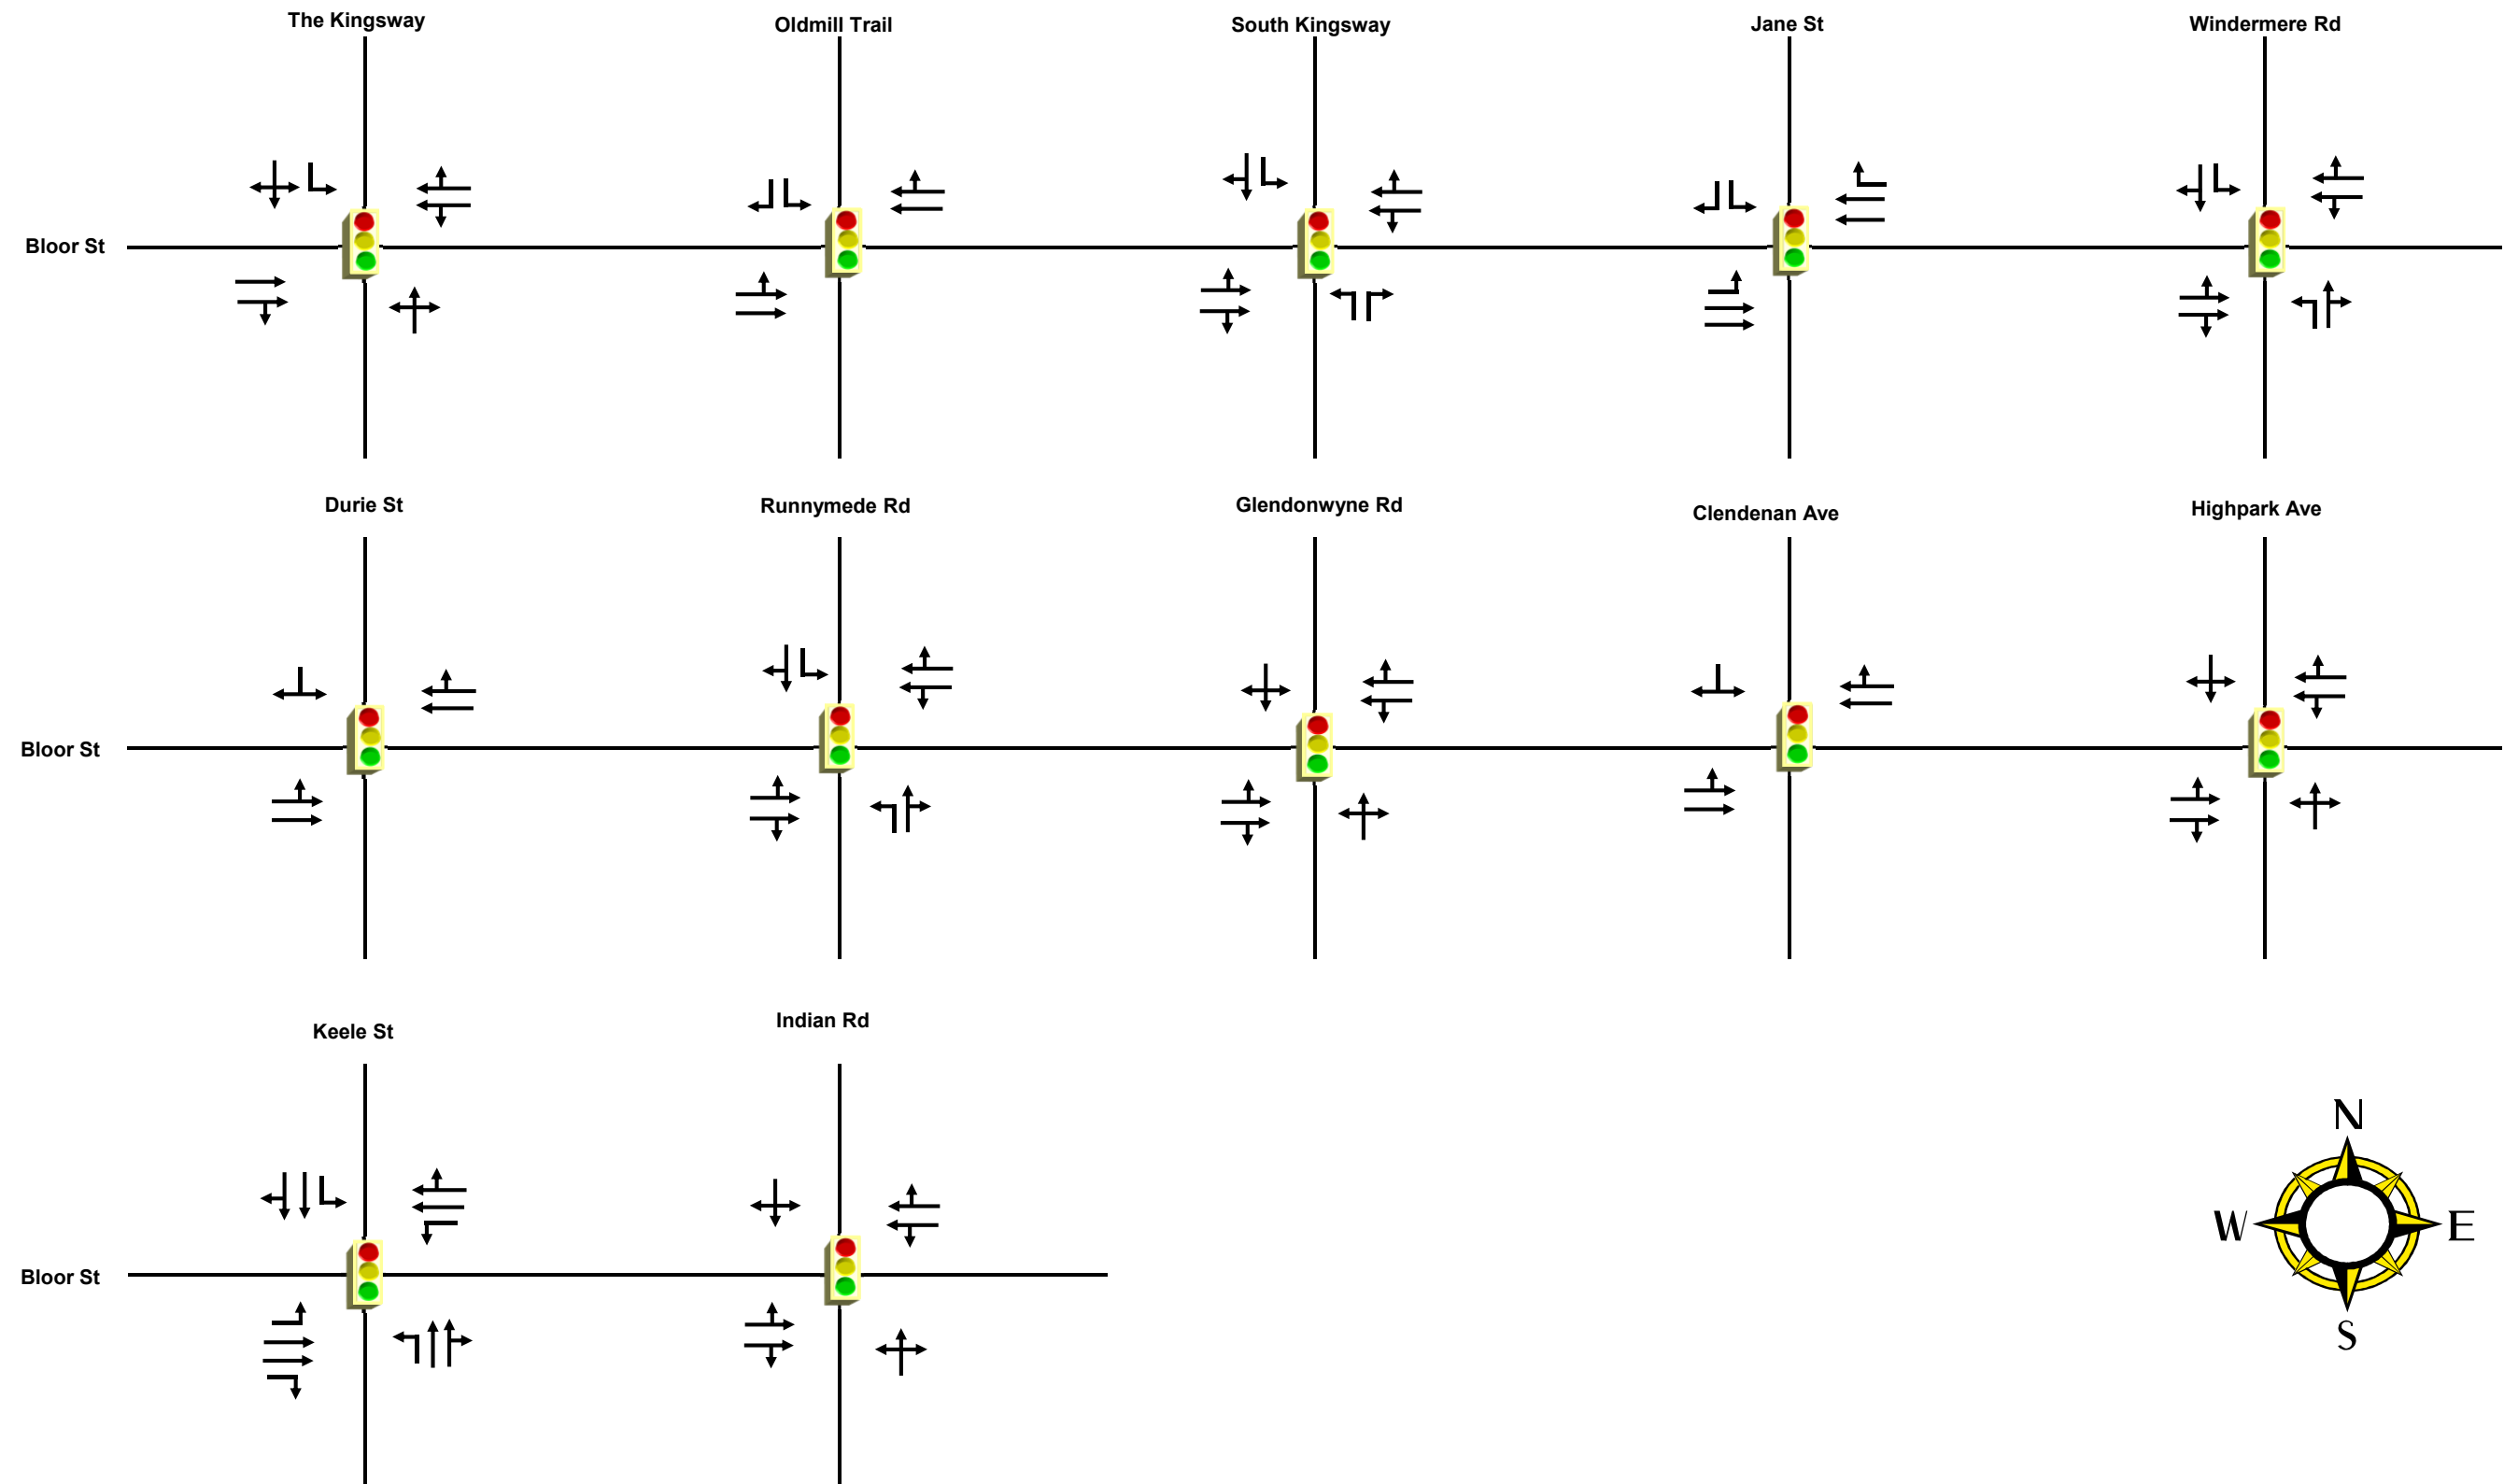 The Kingsway
Oldmill Trail
South Kingsway
Jane St
Windermere Rd
Bloor St
Durie St
Runnymede Rd
Glendonwyne Rd
Clendenan Ave
Highpark Ave
Bloor St
Keele St
Indian Rd
Bloor St
N
W
E
S